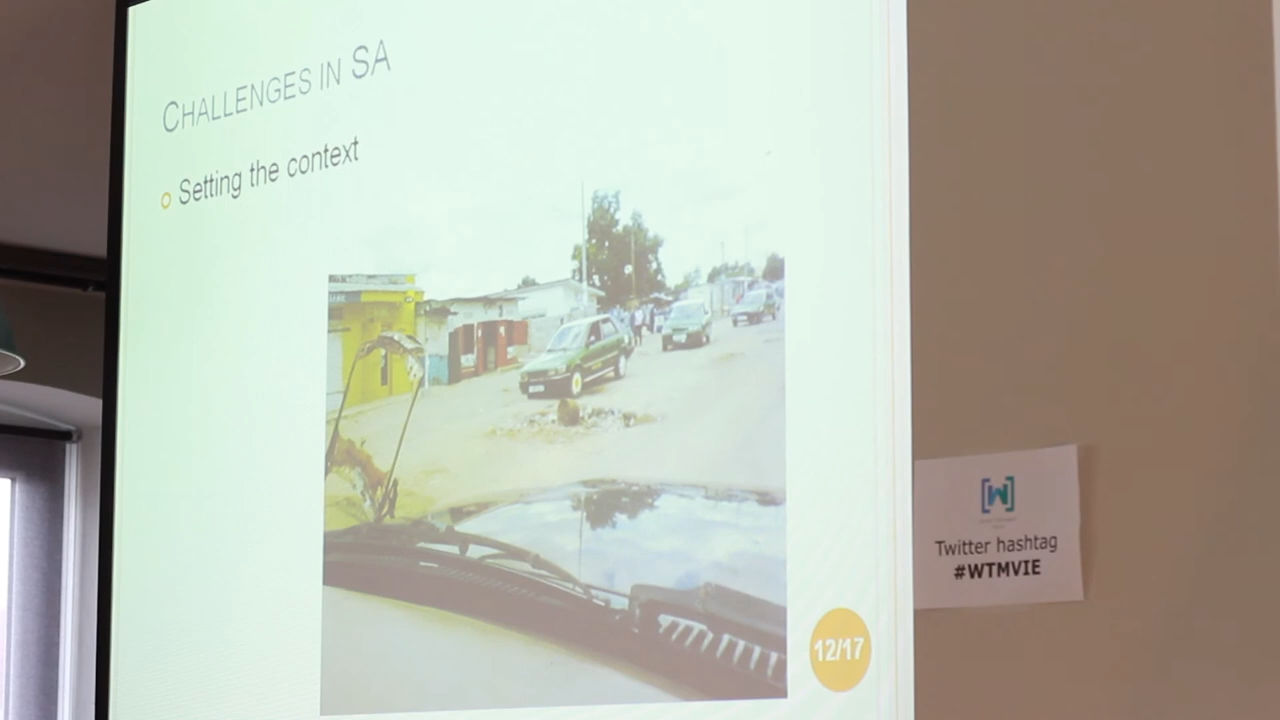 CHALLENGES IN SA
Setting the context
12/17
Twitter hashtag
#WTMVIE